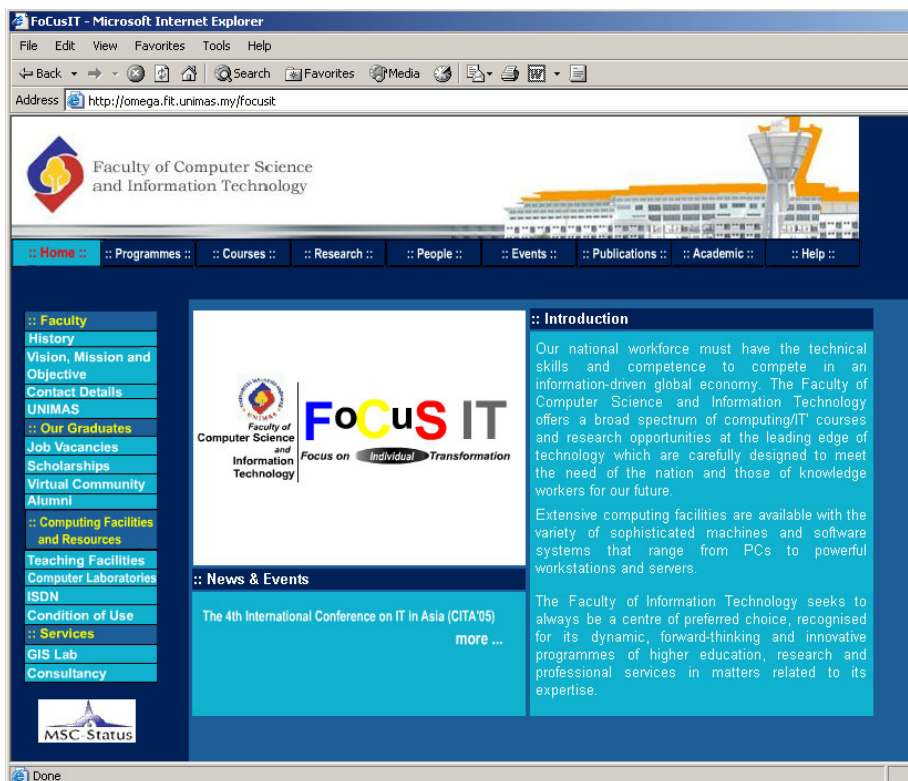 FoCusIT - Microsoft Internet Explorer
File Edit View Favorites Tools Help
Back Search Favorites Media
Address http://omega.fit.unimas.my/focusit
Faculty of Computer Science
and Information Technology
:: Home :: :: Programmes :: :: Courses :: :: Research :: :: People :: :: Events :: :: Publications :: :: Academic :: :: Help ::
:: Faculty
History
Vision, Mission and
Objective
Contact Details
UNIMAS
:: Our Graduates
Job Vacancies
Scholarships
Virtual Community
Alumni
:: Computing Facilities
and Resources
Teaching Facilities
Computer Laboratories
ISDN
Condition of Use
:: Services
GIS Lab
Consultancy
MSC-Status
UNIMAS
Faculty of
Computer Science
and
Information
Technology
FoCuS IT
Focus on Individual Transformation
:: News & Events
The 4th International Conference on IT in Asia (CITA'05)
more ...
:: Introduction
Our national workforce must have the technical
skills and competence to compete in an
information-driven global economy. The Faculty of
Computer Science and Information Technology
offers a broad spectrum of computing/IT' courses
and research opportunities at the leading edge of
technology which are carefully designed to meet
the need of the nation and those of knowledge
workers for our future.
Extensive computing facilities are available with the
variety of sophisticated machines and software
systems that range from PCs to powerful
workstations and servers.
The Faculty of Information Technology seeks to
always be a centre of preferred choice, recognised
for its dynamic, forward-thinking and innovative
programmes of higher education, research and
professional services in matters related to its
expertise.
Done